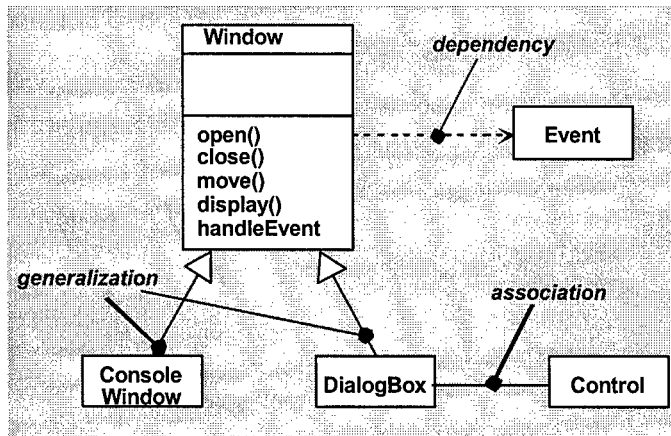 Window
dependency
open()
close()
move()
display()
handleEvent
Event
generalization
association
Console
Window
DialogBox
Control